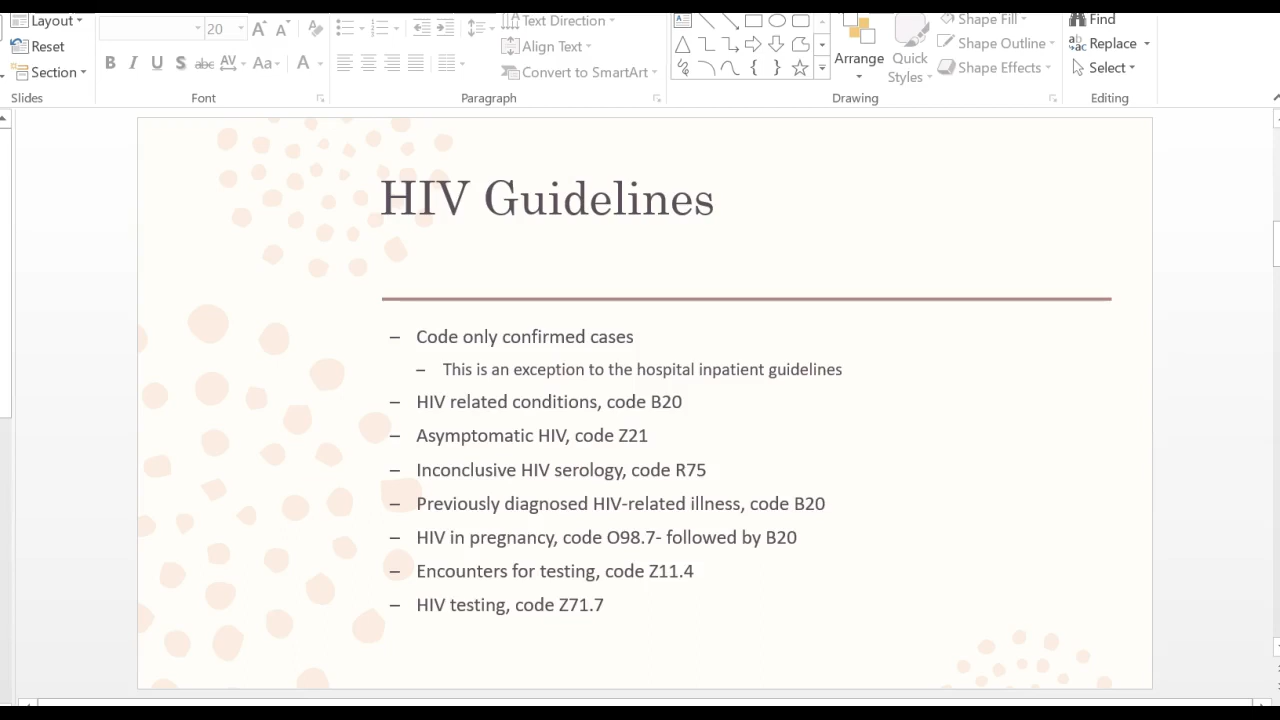 Layout
Reset
Section
Slides
20
B I U S abc AV Aa A
Font
Text Direction
Align Text
Convert to SmartArt
Paragraph
Arrange
Quick
Styles
Shape Fill
Shape Outline
Shape Effects
Drawing
Find
Replace
Select
Editing
HIV Guidelines
– Code only confirmed cases
– This is an exception to the hospital inpatient guidelines
– HIV related conditions, code B20
– Asymptomatic HIV, code Z21
– Inconclusive HIV serology, code R75
– Previously diagnosed HIV-related illness, code B20
– HIV in pregnancy, code O98.7- followed by B20
– Encounters for testing, code Z11.4
– HIV testing, code Z71.7